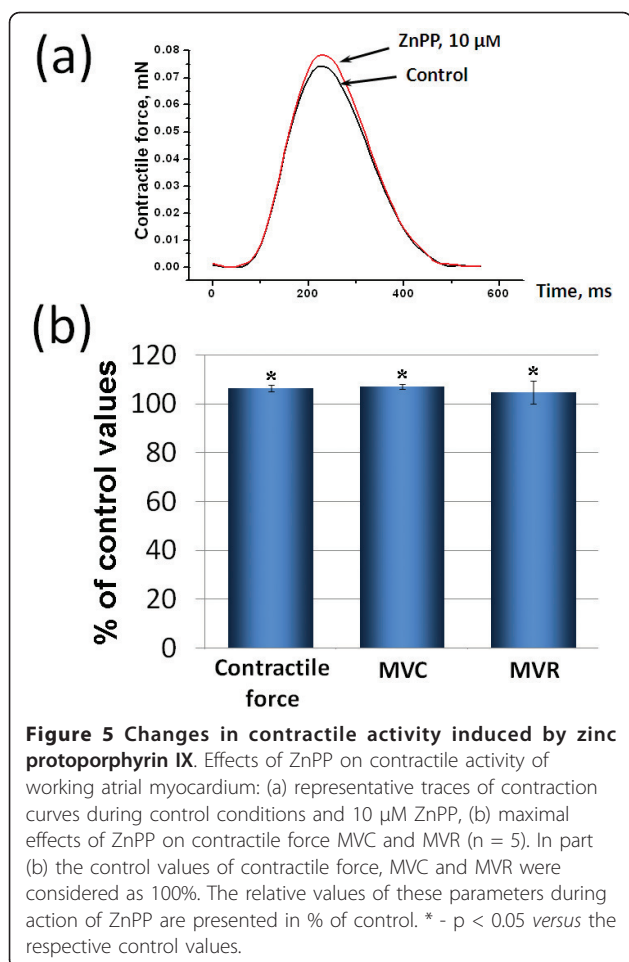 (a)
ZnPP, 10 µM
Control
Contractile force, mN
0.08
0.07
0.06
0.05
0.04
0.03
0.02
0.01
0.00
0
200
400
600
Time, ms
(b)
% of control values
120
100
80
60
40
20
0
*
*
*
Contractile
force
MVC
MVR
Figure 5 Changes in contractile activity induced by zinc
protoporphyrin IX. Effects of ZnPP on contractile activity of
working atrial myocardium: (a) representative traces of contraction
curves during control conditions and 10 μM ZnPP, (b) maximal
effects of ZnPP on contractile force MVC and MVR (n = 5). In part
(b) the control values of contractile force, MVC and MVR were
considered as 100%. The relative values of these parameters during
action of ZnPP are presented in % of control. * - p < 0.05 versus the
respective control values.